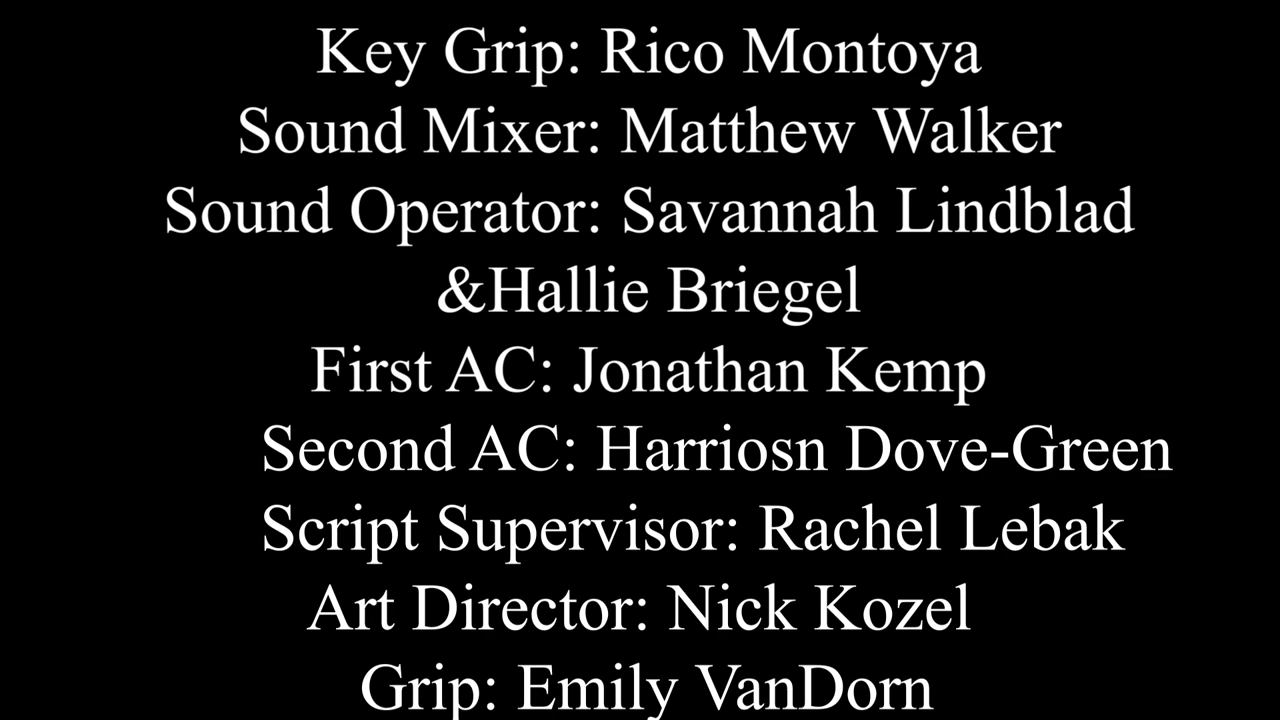 Key Grip: Rico Montoya
Sound Mixer: Matthew Walker
Sound Operator: Savannah Lindblad
&Hallie Briegel
First AC: Jonathan Kemp
Second AC: Harriosn Dove-Green
Script Supervisor: Rachel Lebak
Art Director: Nick Kozel
Grip: Emily VanDorn